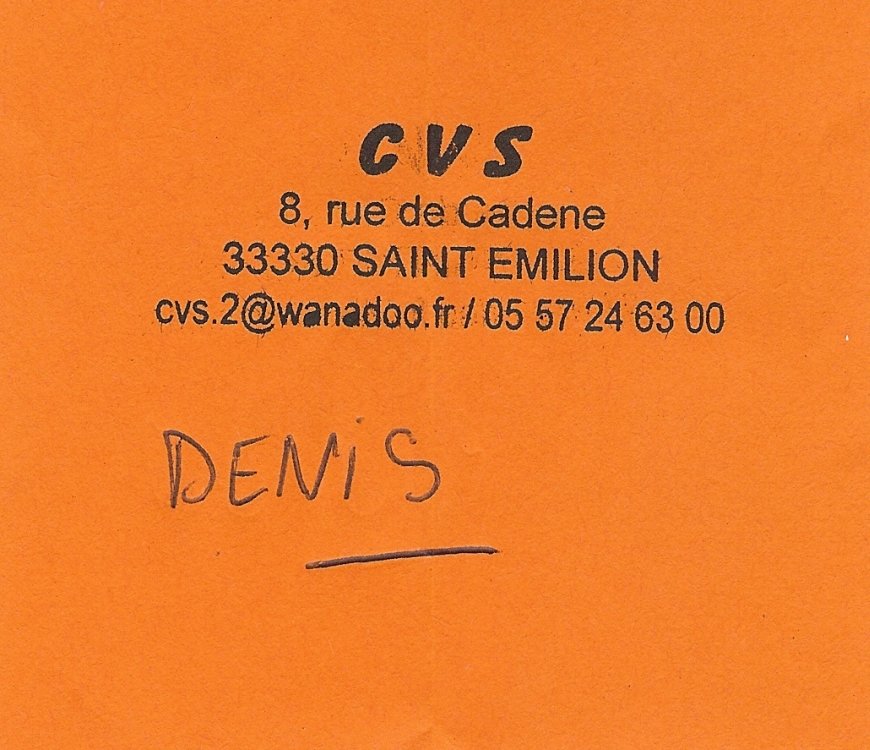 CVS
8, rue de Cadene
33330 SAINT EMILION
cvs.2@wanadoo.fr / 05 57 24 63 00
DENiS